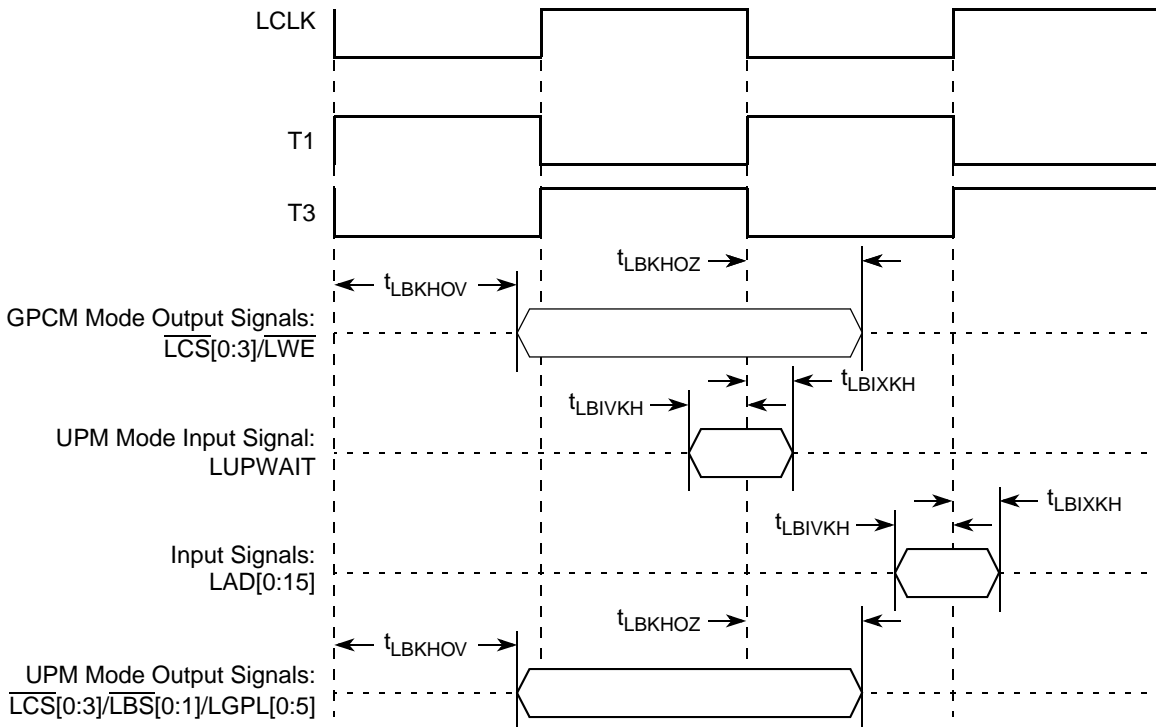 LCLK
T1
T3
tLBKHOZ
tLBKHOV
GPCM Mode Output Signals:
LCS[0:3]/LWE
tLBIXKH
tLBIVKH
UPM Mode Input Signal:
LUPWAIT
tLBIXKH
tLBIVKH
Input Signals:
LAD[0:15]
tLBKHOZ
tLBKHOV
UPM Mode Output Signals:
LCS[0:3]/LBS[0:1]/LGPL[0:5]